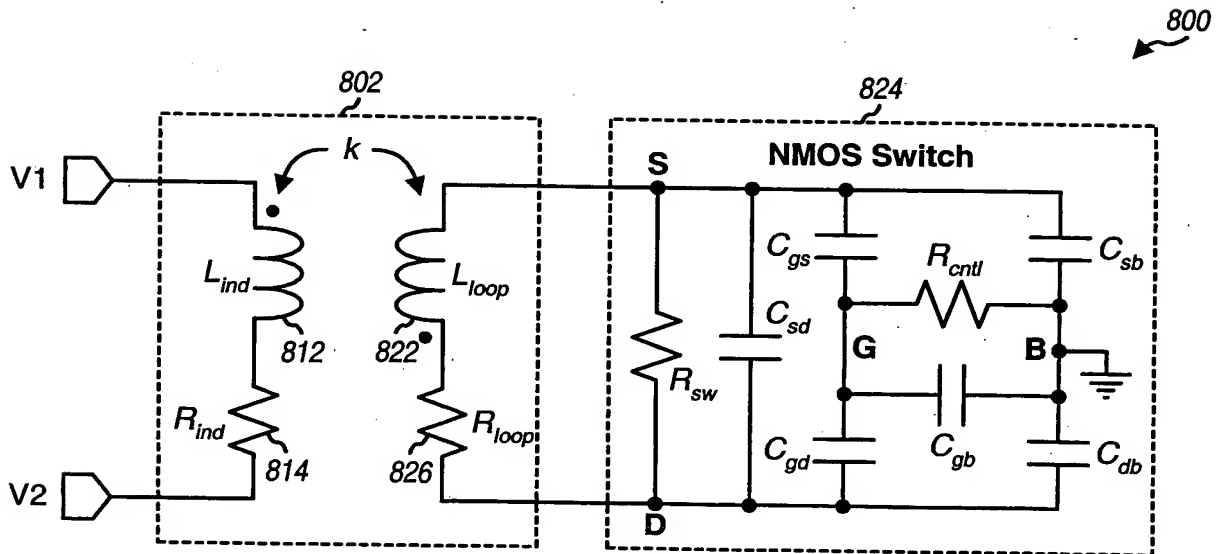 800
802
824
k
NMOS Switch
V1
S
L_ind
L_loop
C_gs
R_cntl
C_sb
812
822
R_sw
C_sd
G
B
R_ind
814
R_loop
826
C_gd
C_gb
C_db
V2
D